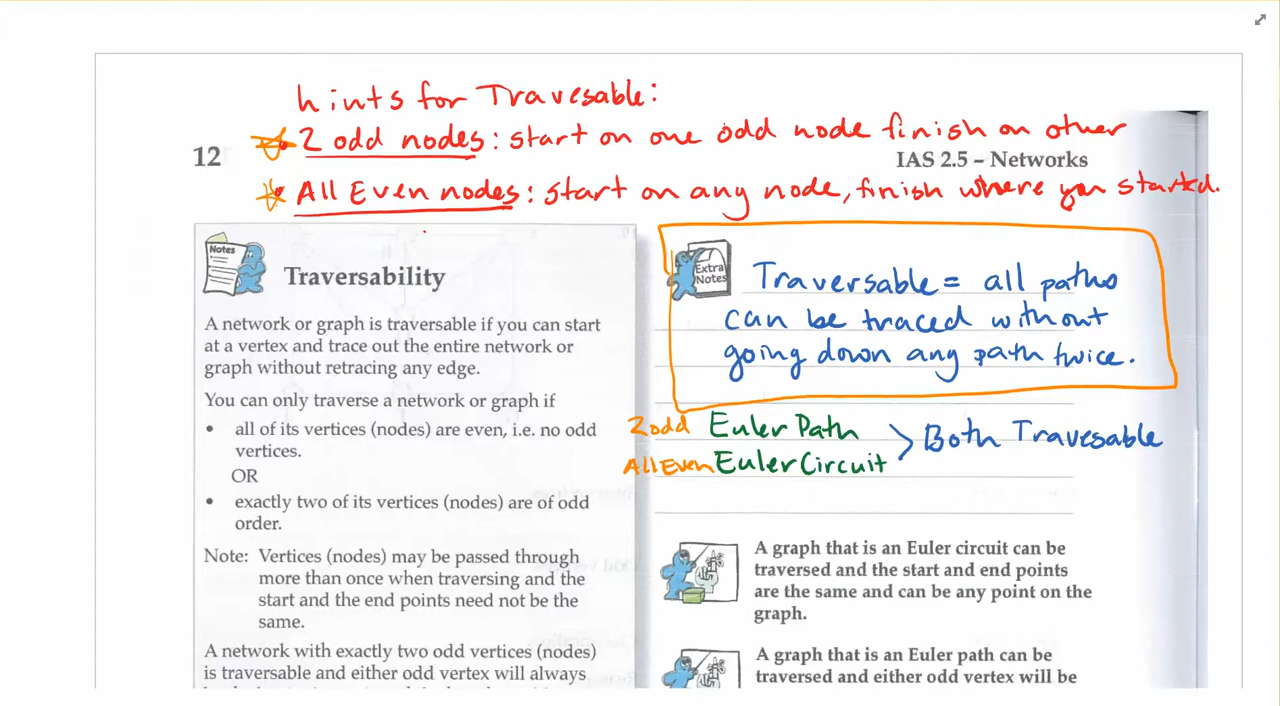 hints for Travesable:
2 odd nodes: start on one odd node finish on other
12
IAS 2.5 – Networks
All Even nodes: start on any node, finish where you started.
Notes
Traversability
A network or graph is traversable if you can start
at a vertex and trace out the entire network or
graph without retracing any edge.
You can only traverse a network or graph if
• all of its vertices (nodes) are even, i.e. no odd
vertices.
OR
• exactly two of its vertices (nodes) are of odd
order.
Note: Vertices (nodes) may be passed through
more than once when traversing and the
start and the end points need not be the
same.
A network with exactly two odd vertices (nodes)
is traversable and either odd vertex will always
Extra
Notes
Traversable = all paths
can be traced without
going down any path twice.
2 odd Euler Path
All Even Euler Circuit
> Both Travesable
A graph that is an Euler circuit can be
traversed and the start and end points
are the same and can be any point on the
graph.
A graph that is an Euler path can be
traversed and either odd vertex will be